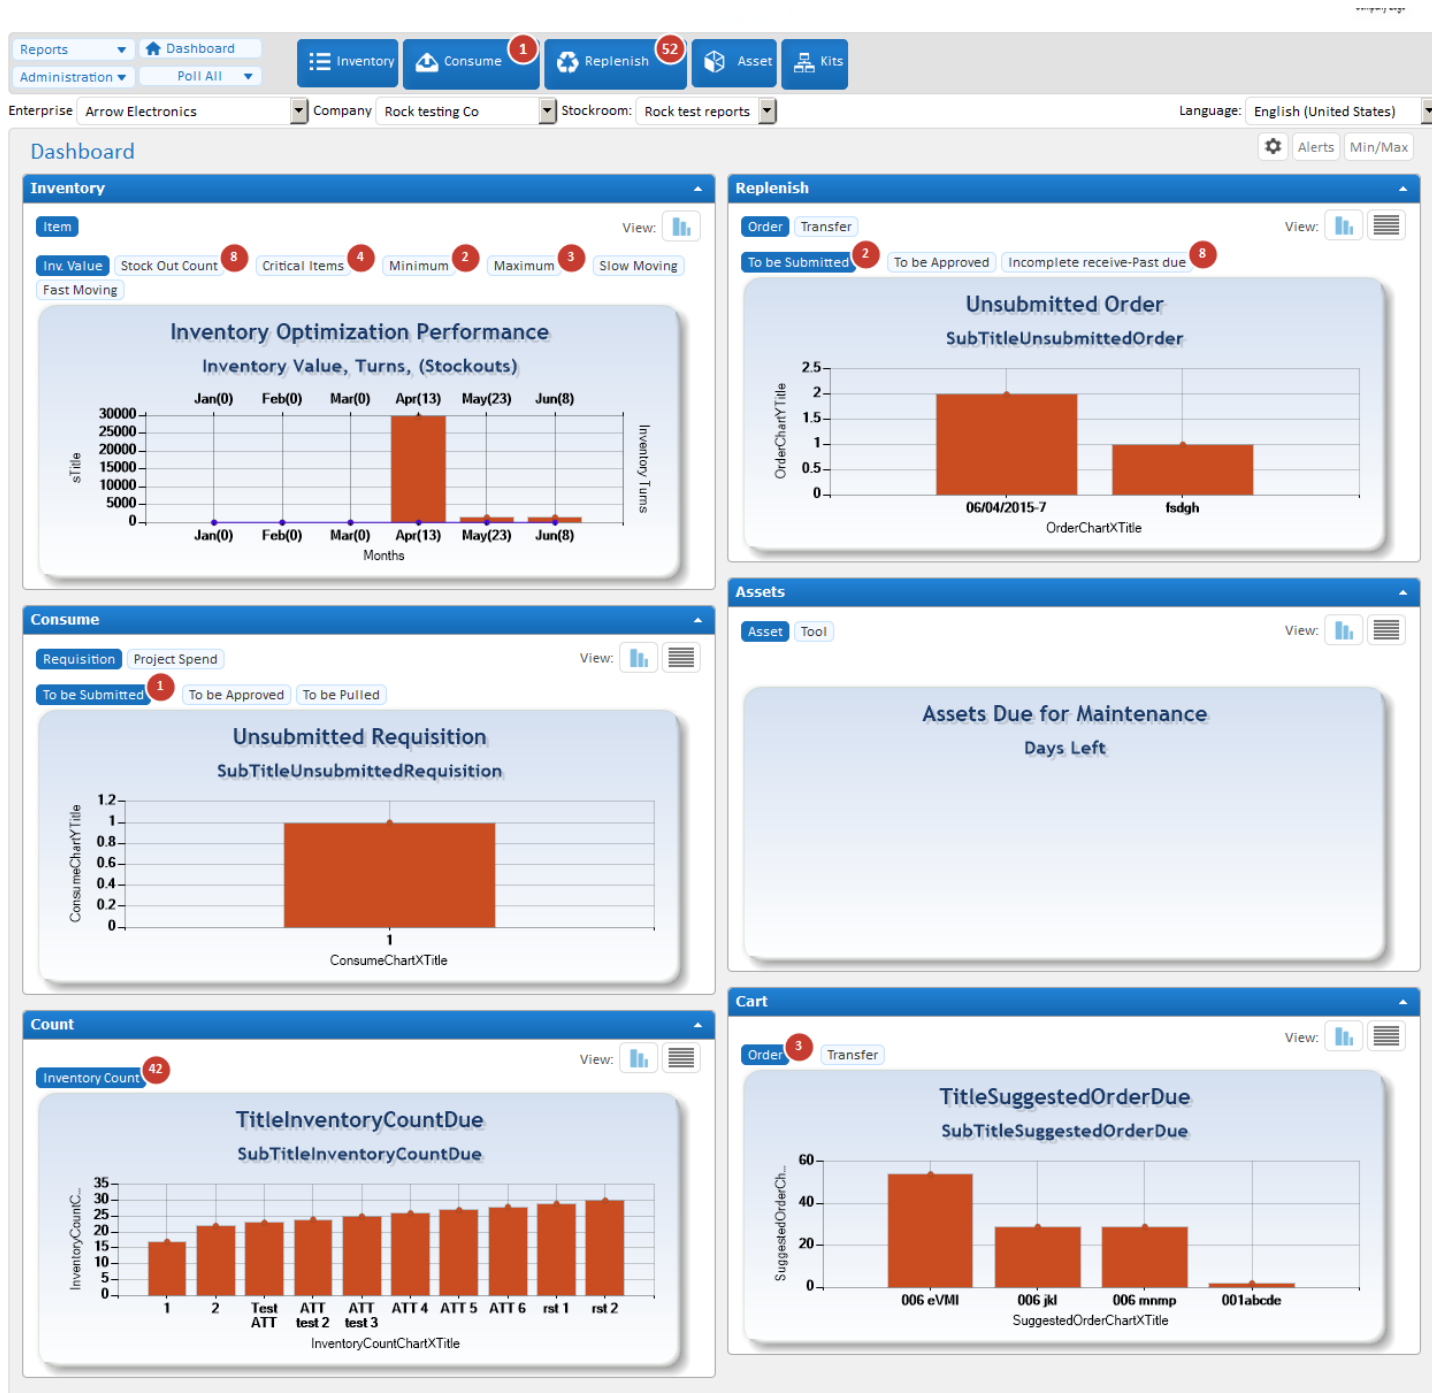 Reports
Dashboard
Administration
Poll All
Inventory
Consume
1
Replenish
52
Asset
Kits
Enterprise Arrow Electronics Company Rock testing Co Stockroom: Rock test reports Language: English (United States)
Dashboard
Alerts Min/Max
Inventory
Item
View:
Inv. Value Stock Out Count 8 Critical Items 4 Minimum 2 Maximum 3 Slow Moving
Fast Moving
Inventory Optimization Performance
Inventory Value, Turns, (Stockouts)
Jan(0) Feb(0) Mar(0) Apr(13) May(23) Jun(8)
30000
25000
20000
15000
10000
5000
0
sTitle
Inventory Turns
Jan(0) Feb(0) Mar(0) Apr(13) May(23) Jun(8)
Months
Replenish
Order Transfer
View:
To be Submitted 2 To be Approved Incomplete receive-Past due 8
Unsubmitted Order
SubTitleUnsubmittedOrder
2.5
2
1.5
1
0.5
0
OrderChartYTitle
06/04/2015-7 fsdgh
OrderChartXTitle
Consume
Requisition Project Spend
View:
To be Submitted 1 To be Approved To be Pulled
Unsubmitted Requisition
SubTitleUnsubmittedRequisition
1.2
1
0.8
0.6
0.4
0.2
0
ConsumeChartYTitle
1
ConsumeChartXTitle
Assets
Asset Tool
View:
Assets Due for Maintenance
Days Left
Count
View:
Inventory Count 42
TitleInventoryCountDue
SubTitleInventoryCountDue
35
30
25
20
15
10
5
0
InventoryCountC...
1 2 Test ATT ATT ATT 4 ATT 5 ATT 6 rst 1 rst 2
ATT test 2 test 3
InventoryCountChartXTitle
Cart
View:
Order 3 Transfer
TitleSuggestedOrderDue
SubTitleSuggestedOrderDue
60
40
20
0
SuggestedOrderCh...
006 eVMI 006 jkl 006 mnmp 001abcde
SuggestedOrderChartXTitle